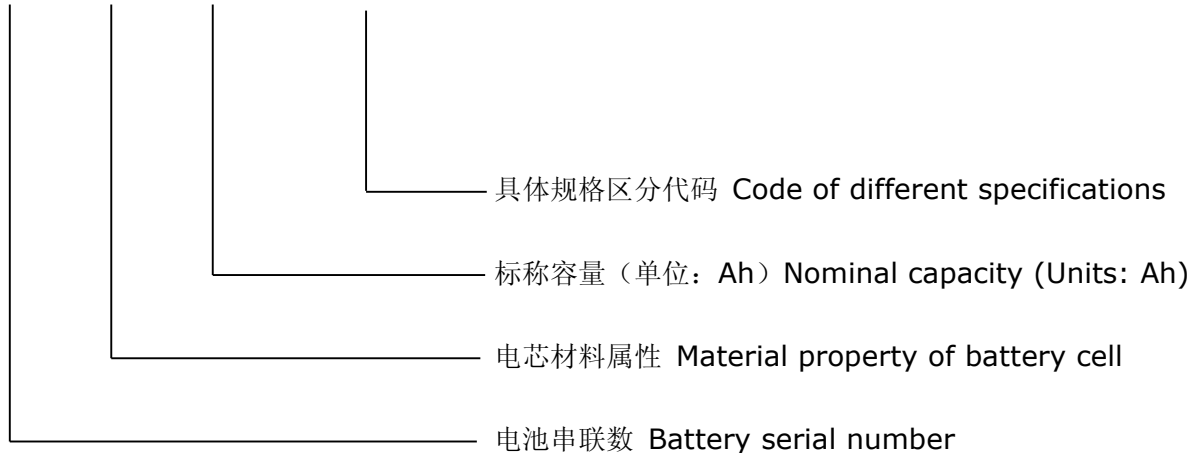 具体规格区分代码 Code of different specifications
标称容量（单位：Ah）Nominal capacity (Units: Ah)
电芯材料属性 Material property of battery cell
电池串联数 Battery serial number